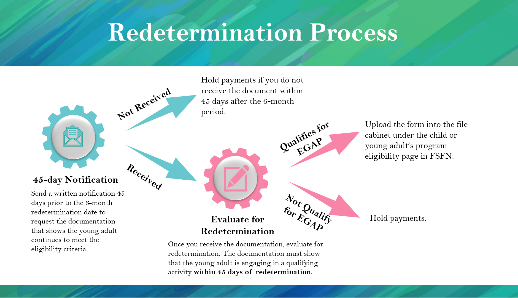 Redetermination Process
Not Received
Hold payments if you do not
receive the document within
45 days after the 6-month
period.
45-day Notification
Send a written notification 45
days prior to the 6-month
redetermination date to
request the documentation
that shows the young adult
continues to meet the
eligibility criteria.
Received
Evaluate for
Redetermination
Once you receive the documentation, evaluate for
redetermination. The documentation must show
that the young adult is engaging in a qualifying
activity within 45 days of redetermination.
Qualifies for
EGAP
Upload the form into the file
cabinet under the child or
young adult's program
eligibility page in FSFN.
Not Qualify
for EGAP
Hold payments.